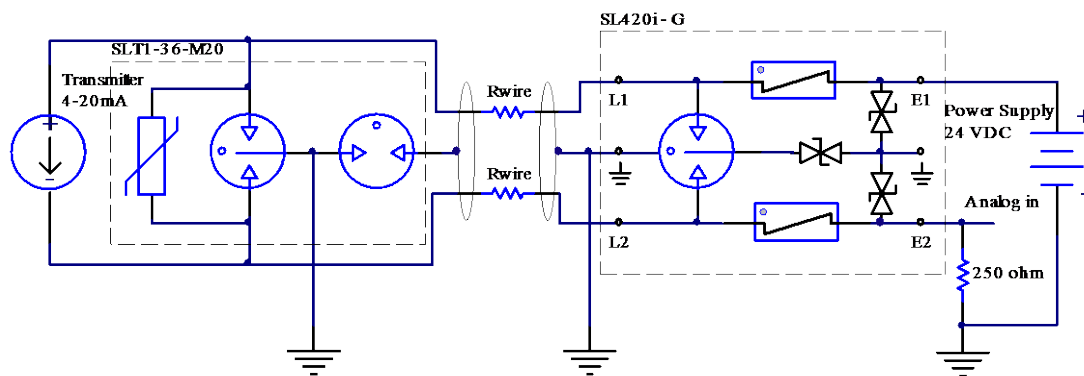 SL420i-G
SLT1-36-M20
Transmitter
4-20mA
+
-
Rwire
Rwire
L1
L2
E1
E2
Power Supply
24 VDC
+
-
Analog in
250 ohm